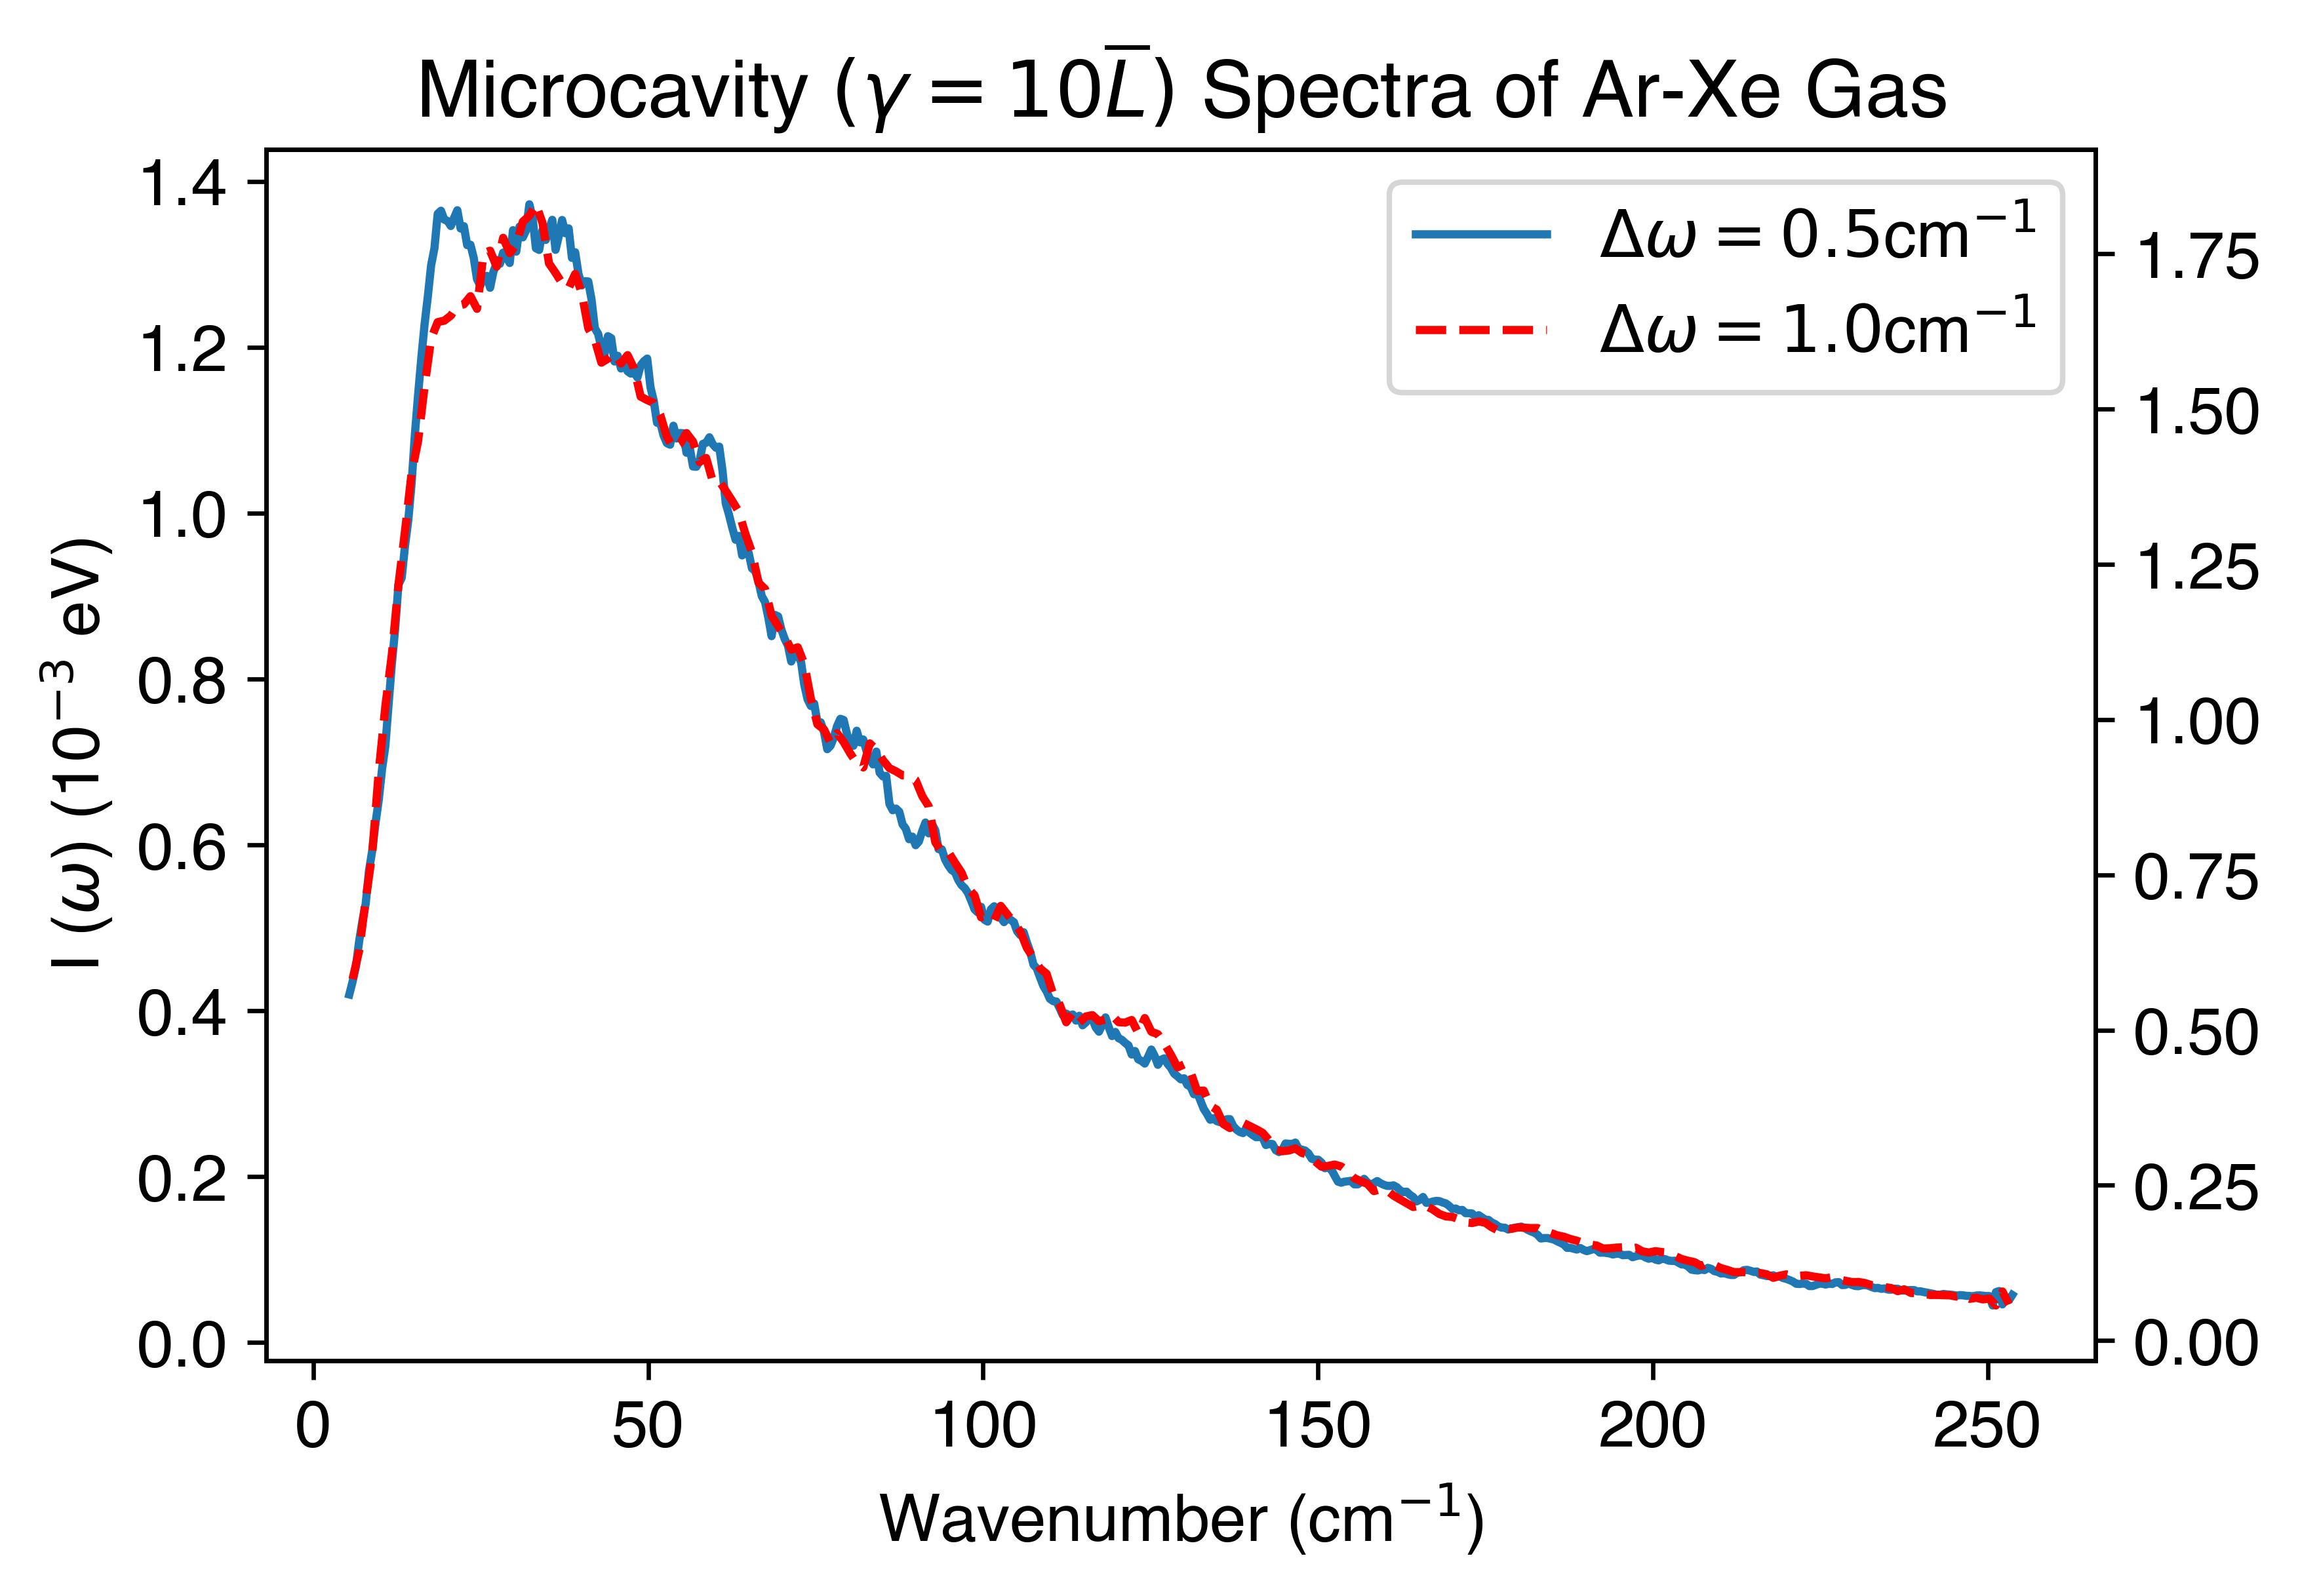 Microcavity (γ = 10L̅) Spectra of Ar-Xe Gas
Δω = 0.5cm⁻¹
Δω = 1.0cm⁻¹
I (ω) (10⁻³ eV)
1.4
1.2
1.0
0.8
0.6
0.4
0.2
0.0
1.75
1.50
1.25
1.00
0.75
0.50
0.25
0.00
0 50 100 150 200 250
Wavenumber (cm⁻¹)